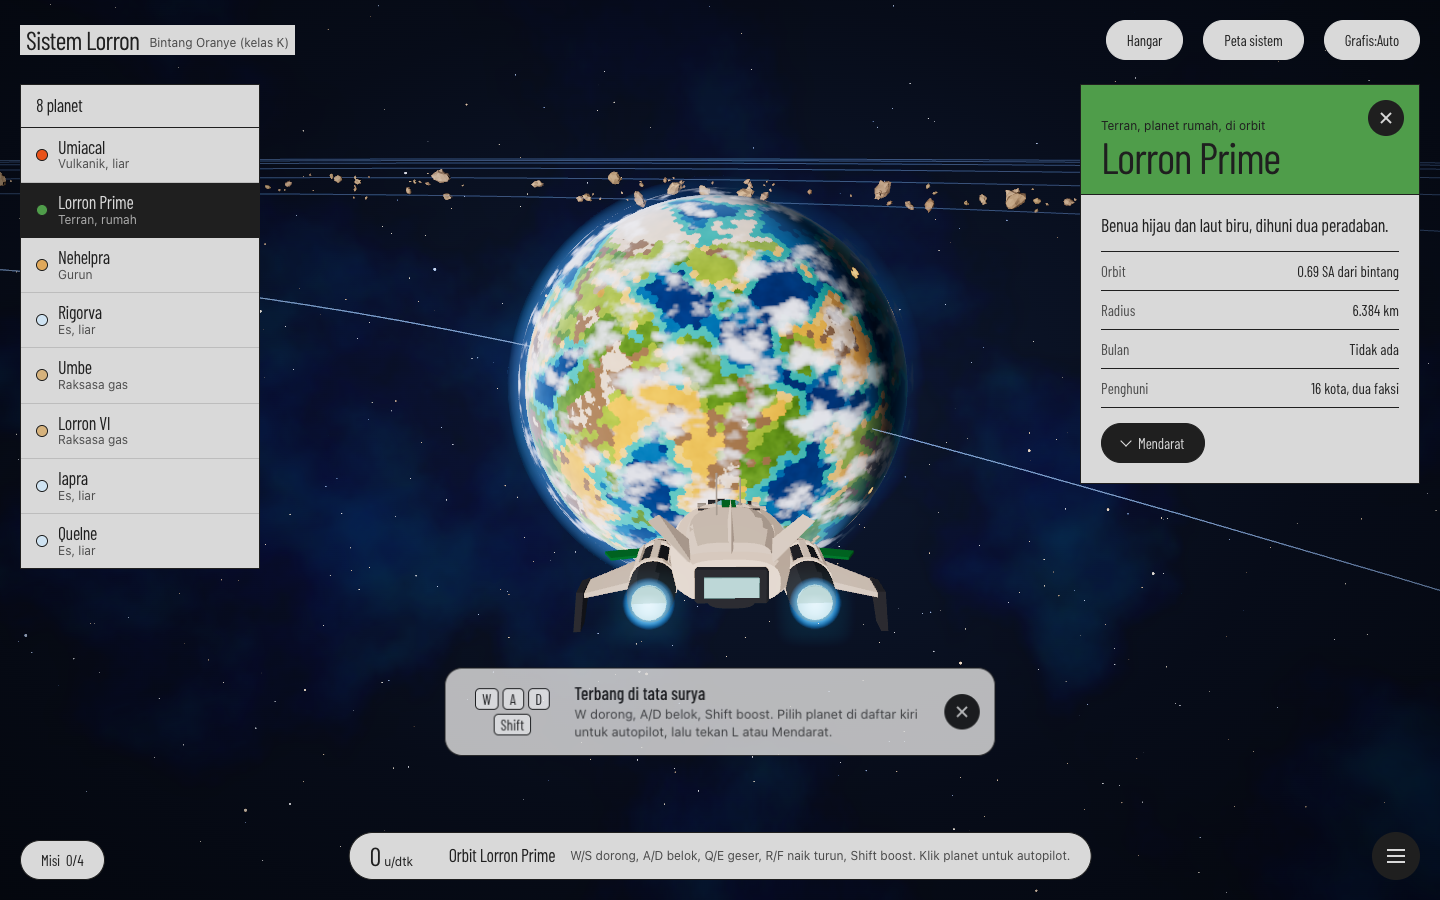 Sistem Lorron Bintang Oranye (kelas K)
Hangar
Peta sistem
Grafis:Auto
8 planet
Umiacal
Vulkanik, liar
Lorron Prime
Terran, rumah
Nehelpra
Gurun
Rigorva
Es, liar
Umbe
Raksasa gas
Lorron VI
Raksasa gas
Iapra
Es, liar
Quelne
Es, liar
Terran, planet rumah, di orbit
Lorron Prime
Benua hijau dan laut biru, dihuni dua peradaban.
Orbit 0.69 SA dari bintang
Radius 6.384 km
Bulan Tidak ada
Penghuni 16 kota, dua faksi
Mendarat
W A D
Shift
Terbang di tata surya
W dorong, A/D belok, Shift boost. Pilih planet di daftar kiri
untuk autopilot, lalu tekan L atau Mendarat.
Misi 0/4
0 u/dtk Orbit Lorron Prime W/S dorong, A/D belok, Q/E geser, R/F naik turun, Shift boost. Klik planet untuk autopilot.